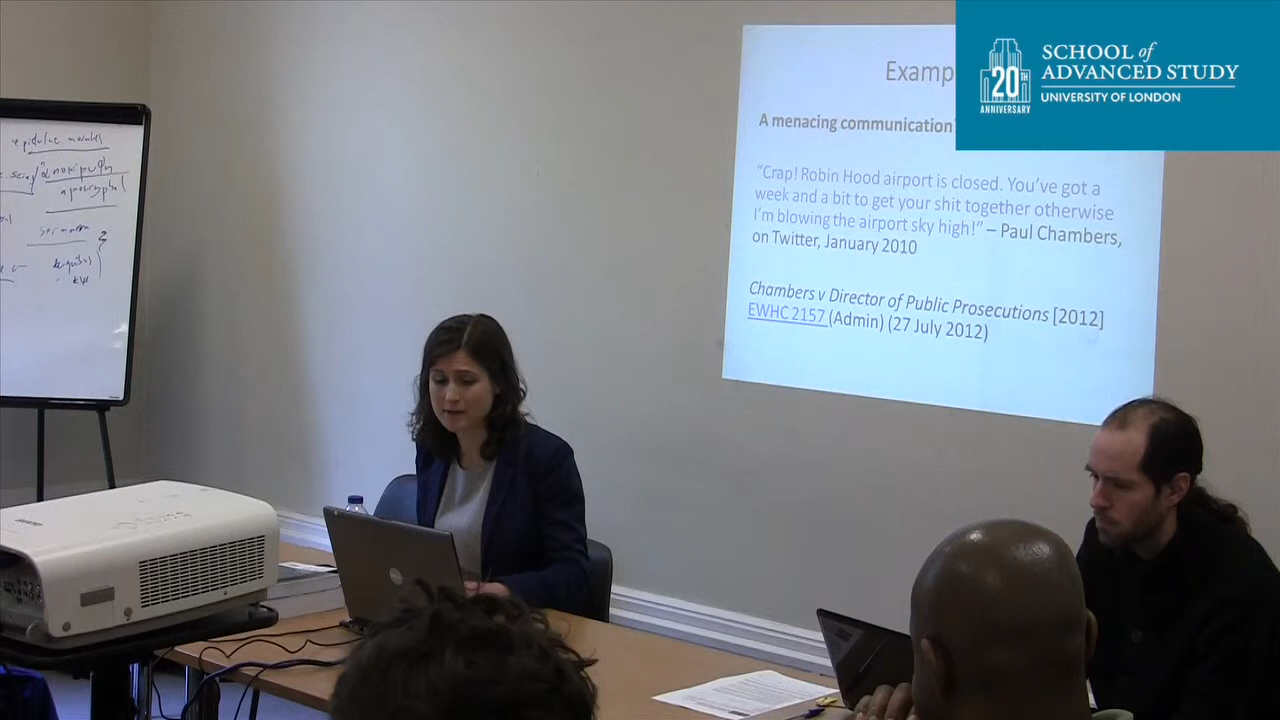 SCHOOL of
ADVANCED STUDY
UNIVERSITY OF LONDON
20TH
ANNIVERSARY
Examp
A menacing communication?
“Crap! Robin Hood airport is closed. You’ve got a
week and a bit to get your shit together otherwise
I’m blowing the airport sky high!” – Paul Chambers,
on Twitter, January 2010
Chambers v Director of Public Prosecutions [2012]
EWHC 2157 (Admin) (27 July 2012)
apocryphal